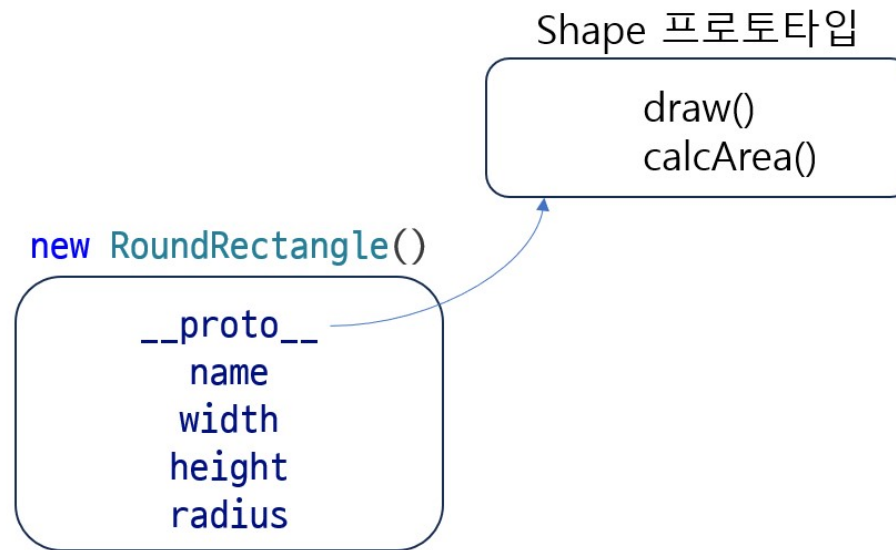 Shape 프로토타입
draw()
calcArea()
new RoundRectangle()
__proto__
name
width
height
radius